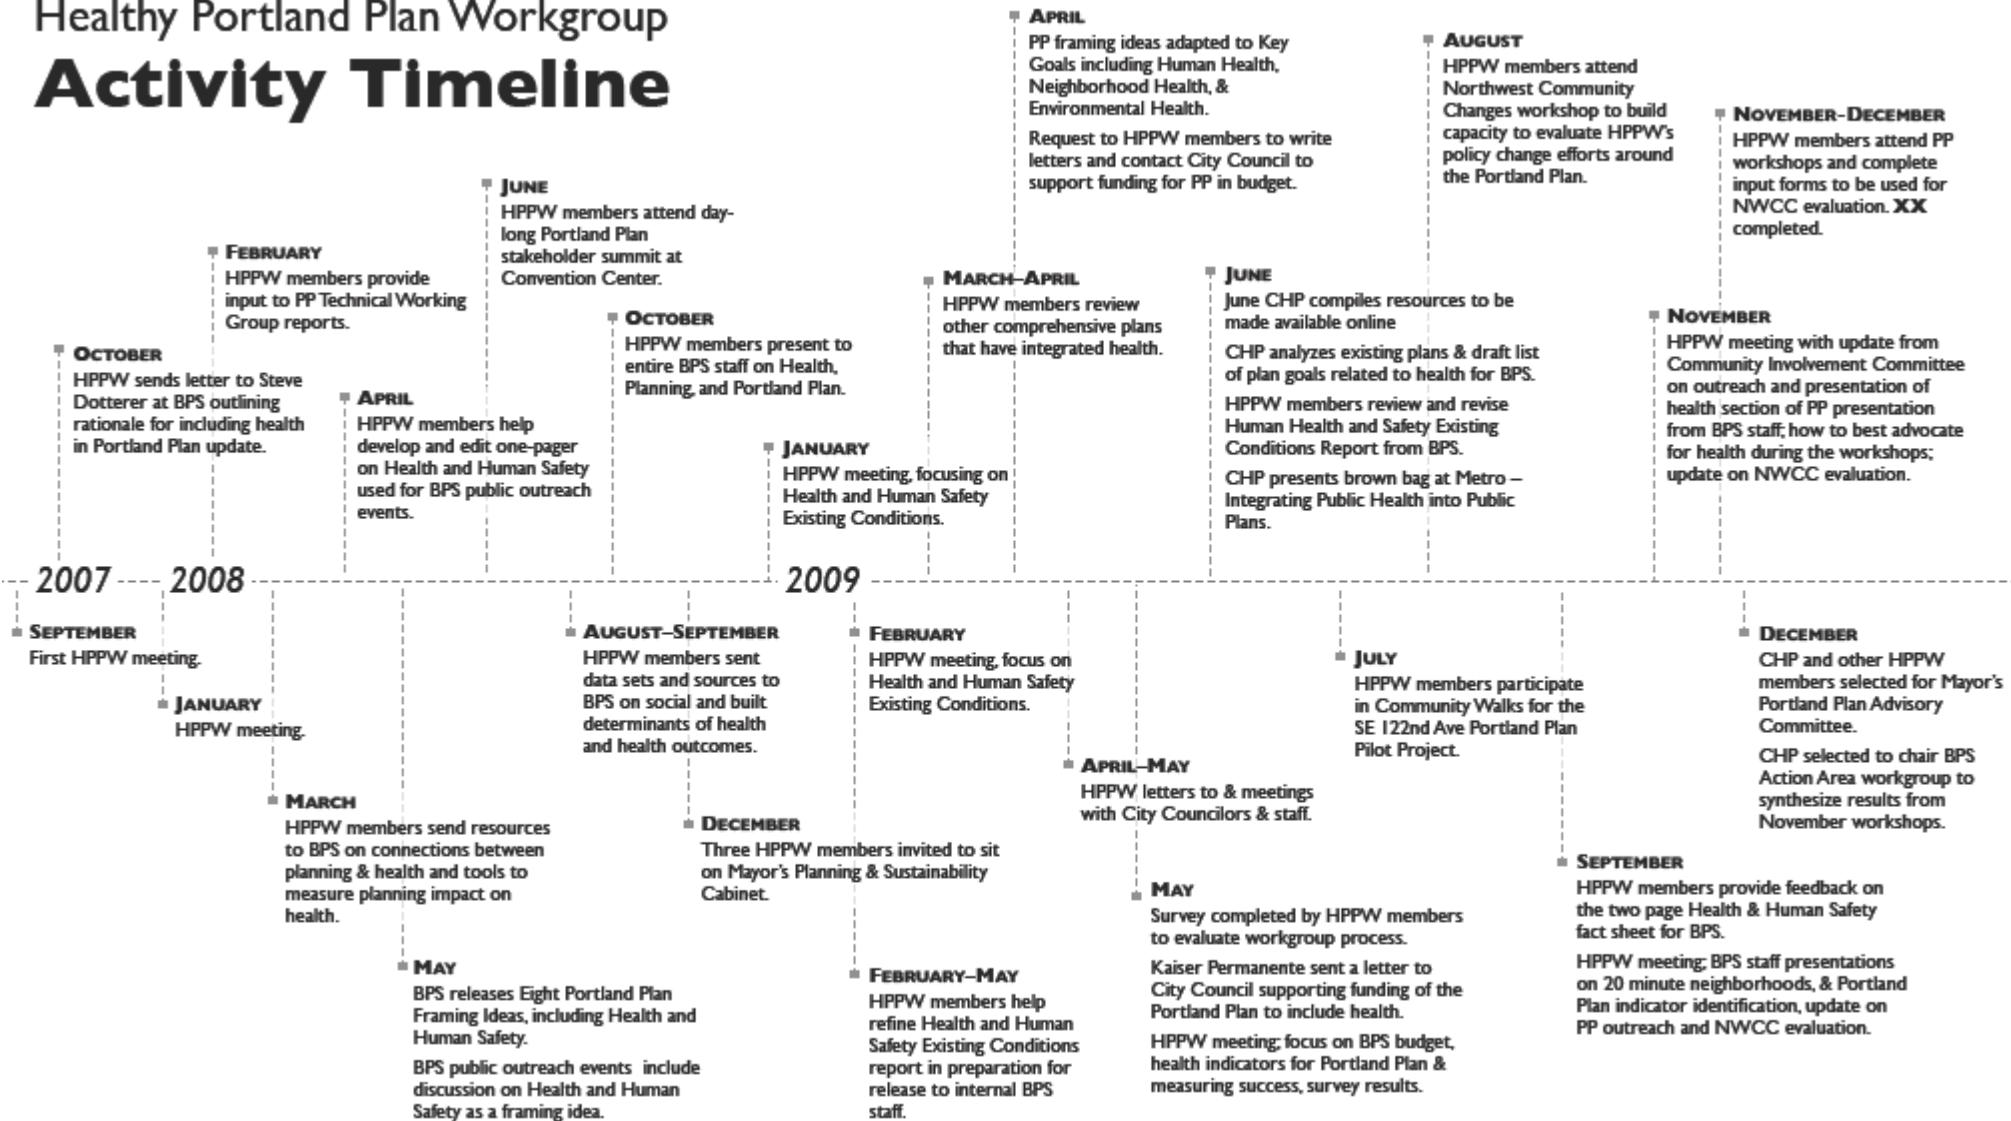 Healthy Portland Plan Workgroup
Activity Timeline
OCTOBER
HPPW sends letter to Steve
Dotterer at BPS outlining
rationale for including health
in Portland Plan update.
FEBRUARY
HPPW members provide
input to PP Technical Working
Group reports.
APRIL
HPPW members help
develop and edit one-pager
on Health and Human Safety
used for BPS public outreach
events.
JUNE
HPPW members attend day-
long Portland Plan
stakeholder summit at
Convention Center.
OCTOBER
HPPW members present to
entire BPS staff on Health,
Planning, and Portland Plan.
JANUARY
HPPW meeting, focusing on
Health and Human Safety
Existing Conditions.
MARCH–APRIL
HPPW members review
other comprehensive plans
that have integrated health.
APRIL
PP framing ideas adapted to Key
Goals including Human Health,
Neighborhood Health, &
Environmental Health.
Request to HPPW members to write
letters and contact City Council to
support funding for PP in budget.
JUNE
June CHP compiles resources to be
made available online
CHP analyzes existing plans & draft list
of plan goals related to health for BPS.
HPPW members review and revise
Human Health and Safety Existing
Conditions Report from BPS.
CHP presents brown bag at Metro –
Integrating Public Health into Public
Plans.
AUGUST
HPPW members attend
Northwest Community
Changes workshop to build
capacity to evaluate HPPW's
policy change efforts around
the Portland Plan.
NOVEMBER
HPPW meeting with update from
Community Involvement Committee
on outreach and presentation of
health section of PP presentation
from BPS staff; how to best advocate
for health during the workshops;
update on NWCC evaluation.
NOVEMBER-DECEMBER
HPPW members attend PP
workshops and complete
input forms to be used for
NWCC evaluation. XX
completed.
2007
2008
2009
SEPTEMBER
First HPPW meeting.
JANUARY
HPPW meeting.
MARCH
HPPW members send resources
to BPS on connections between
planning & health and tools to
measure planning impact on
health.
MAY
BPS releases Eight Portland Plan
Framing Ideas, including Health and
Human Safety.
BPS public outreach events include
discussion on Health and Human
Safety as a framing idea.
AUGUST–SEPTEMBER
HPPW members sent
data sets and sources to
BPS on social and built
determinants of health
and health outcomes.
DECEMBER
Three HPPW members invited to sit
on Mayor's Planning & Sustainability
Cabinet.
FEBRUARY
HPPW meeting, focus on
Health and Human Safety
Existing Conditions.
FEBRUARY–MAY
HPPW members help
refine Health and Human
Safety Existing Conditions
report in preparation for
release to internal BPS
staff.
APRIL–MAY
HPPW letters to & meetings
with City Councilors & staff.
MAY
Survey completed by HPPW members
to evaluate workgroup process.
Kaiser Permanente sent a letter to
City Council supporting funding of the
Portland Plan to include health.
HPPW meeting; focus on BPS budget,
health indicators for Portland Plan &
measuring success, survey results.
JULY
HPPW members participate
in Community Walks for the
SE 122nd Ave Portland Plan
Pilot Project.
SEPTEMBER
HPPW members provide feedback on
the two page Health & Human Safety
fact sheet for BPS.
HPPW meeting; BPS staff presentations
on 20 minute neighborhoods, & Portland
Plan indicator identification, update on
PP outreach and NWCC evaluation.
DECEMBER
CHP and other HPPW
members selected for Mayor's
Portland Plan Advisory
Committee.
CHP selected to chair BPS
Action Area workgroup to
synthesize results from
November workshops.